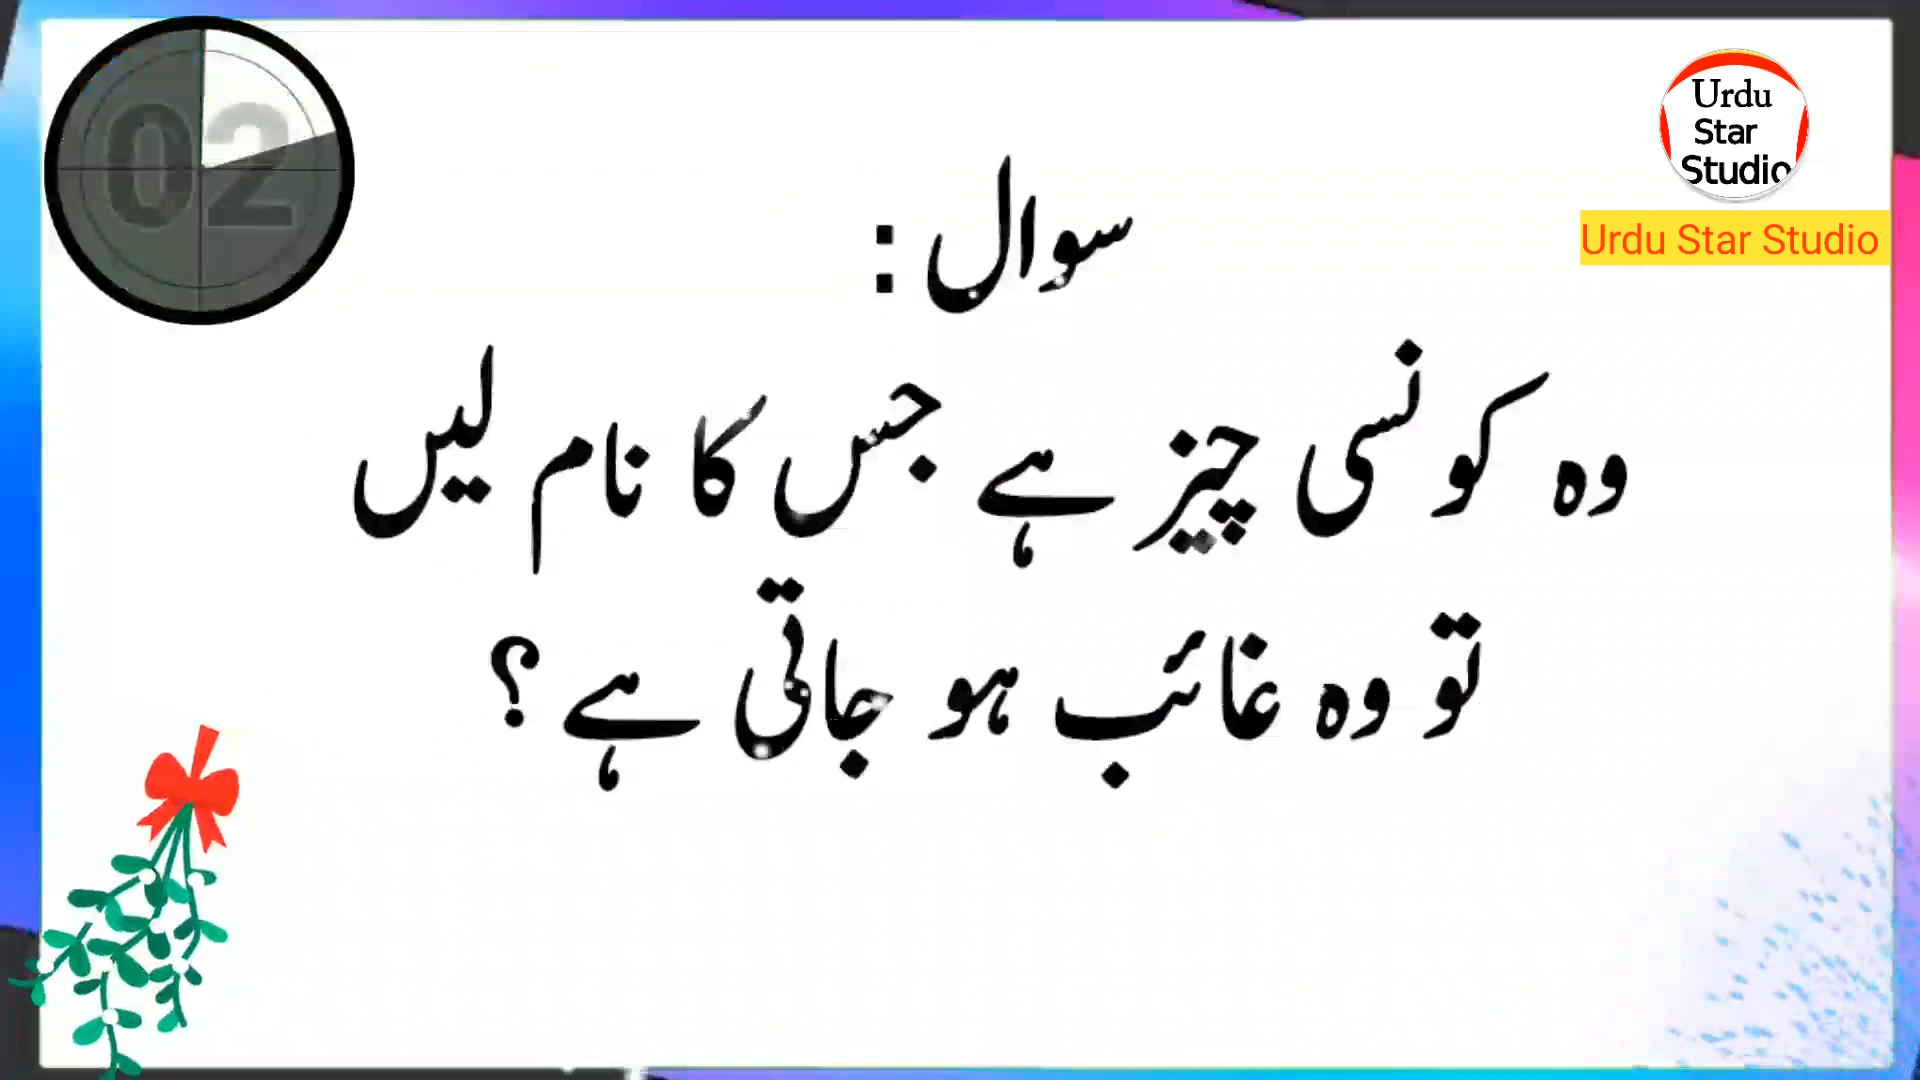 02
Urdu
Star
Studio
Urdu Star Studio
سوال :
وہ کونسی چیز ہے جس کا نام لیں
تو وہ غائب ہو جاتی ہے ؟